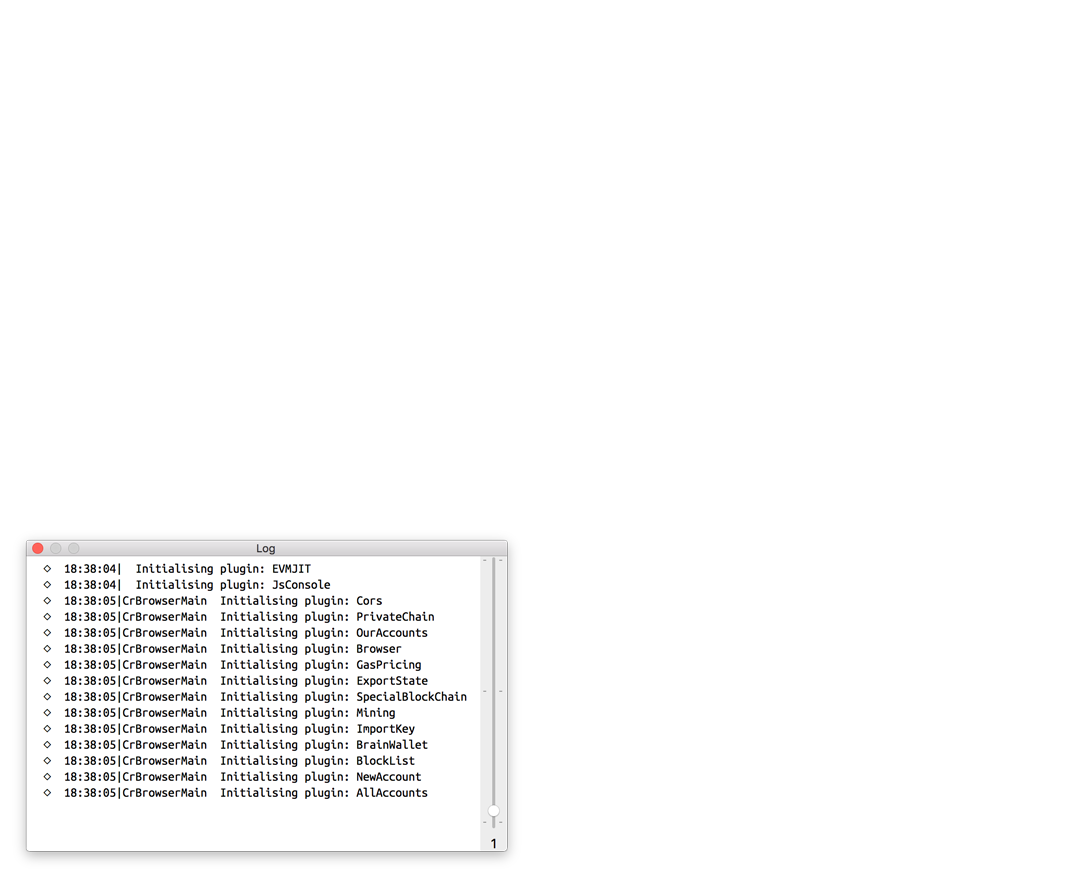 Log
◇ 18:38:04|  Initialising plugin: EVMJIT
◇ 18:38:04|  Initialising plugin: JsConsole
◇ 18:38:05|CrBrowserMain  Initialising plugin: Cors
◇ 18:38:05|CrBrowserMain  Initialising plugin: PrivateChain
◇ 18:38:05|CrBrowserMain  Initialising plugin: OurAccounts
◇ 18:38:05|CrBrowserMain  Initialising plugin: Browser
◇ 18:38:05|CrBrowserMain  Initialising plugin: GasPricing
◇ 18:38:05|CrBrowserMain  Initialising plugin: ExportState
◇ 18:38:05|CrBrowserMain  Initialising plugin: SpecialBlockChain
◇ 18:38:05|CrBrowserMain  Initialising plugin: Mining
◇ 18:38:05|CrBrowserMain  Initialising plugin: ImportKey
◇ 18:38:05|CrBrowserMain  Initialising plugin: BrainWallet
◇ 18:38:05|CrBrowserMain  Initialising plugin: BlockList
◇ 18:38:05|CrBrowserMain  Initialising plugin: NewAccount
◇ 18:38:05|CrBrowserMain  Initialising plugin: AllAccounts
1